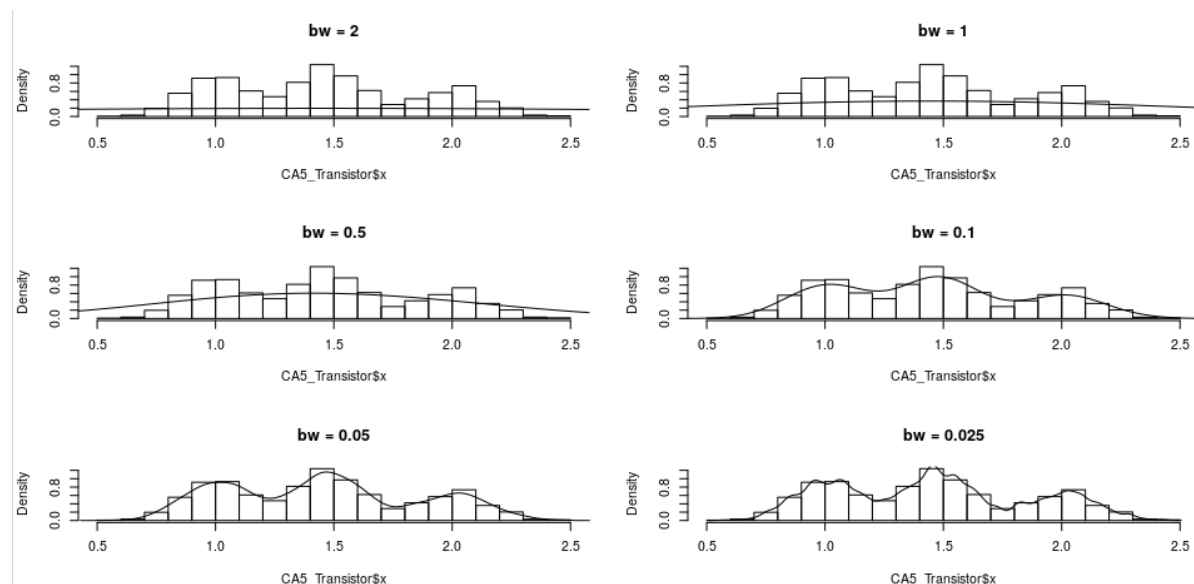 bw = 2
Density
0.0 0.8
0.5 1.0 1.5 2.0 2.5
CA5_Transistor$x
bw = 1
Density
0.0 0.8
0.5 1.0 1.5 2.0 2.5
CA5_Transistor$x
bw = 0.5
Density
0.0 0.8
0.5 1.0 1.5 2.0 2.5
CA5_Transistor$x
bw = 0.1
Density
0.0 0.8
0.5 1.0 1.5 2.0 2.5
CA5_Transistor$x
bw = 0.05
Density
0.0 0.8
0.5 1.0 1.5 2.0 2.5
CA5_Transistor$x
bw = 0.025
Density
0.0 0.8
0.5 1.0 1.5 2.0 2.5
CA5_Transistor$x